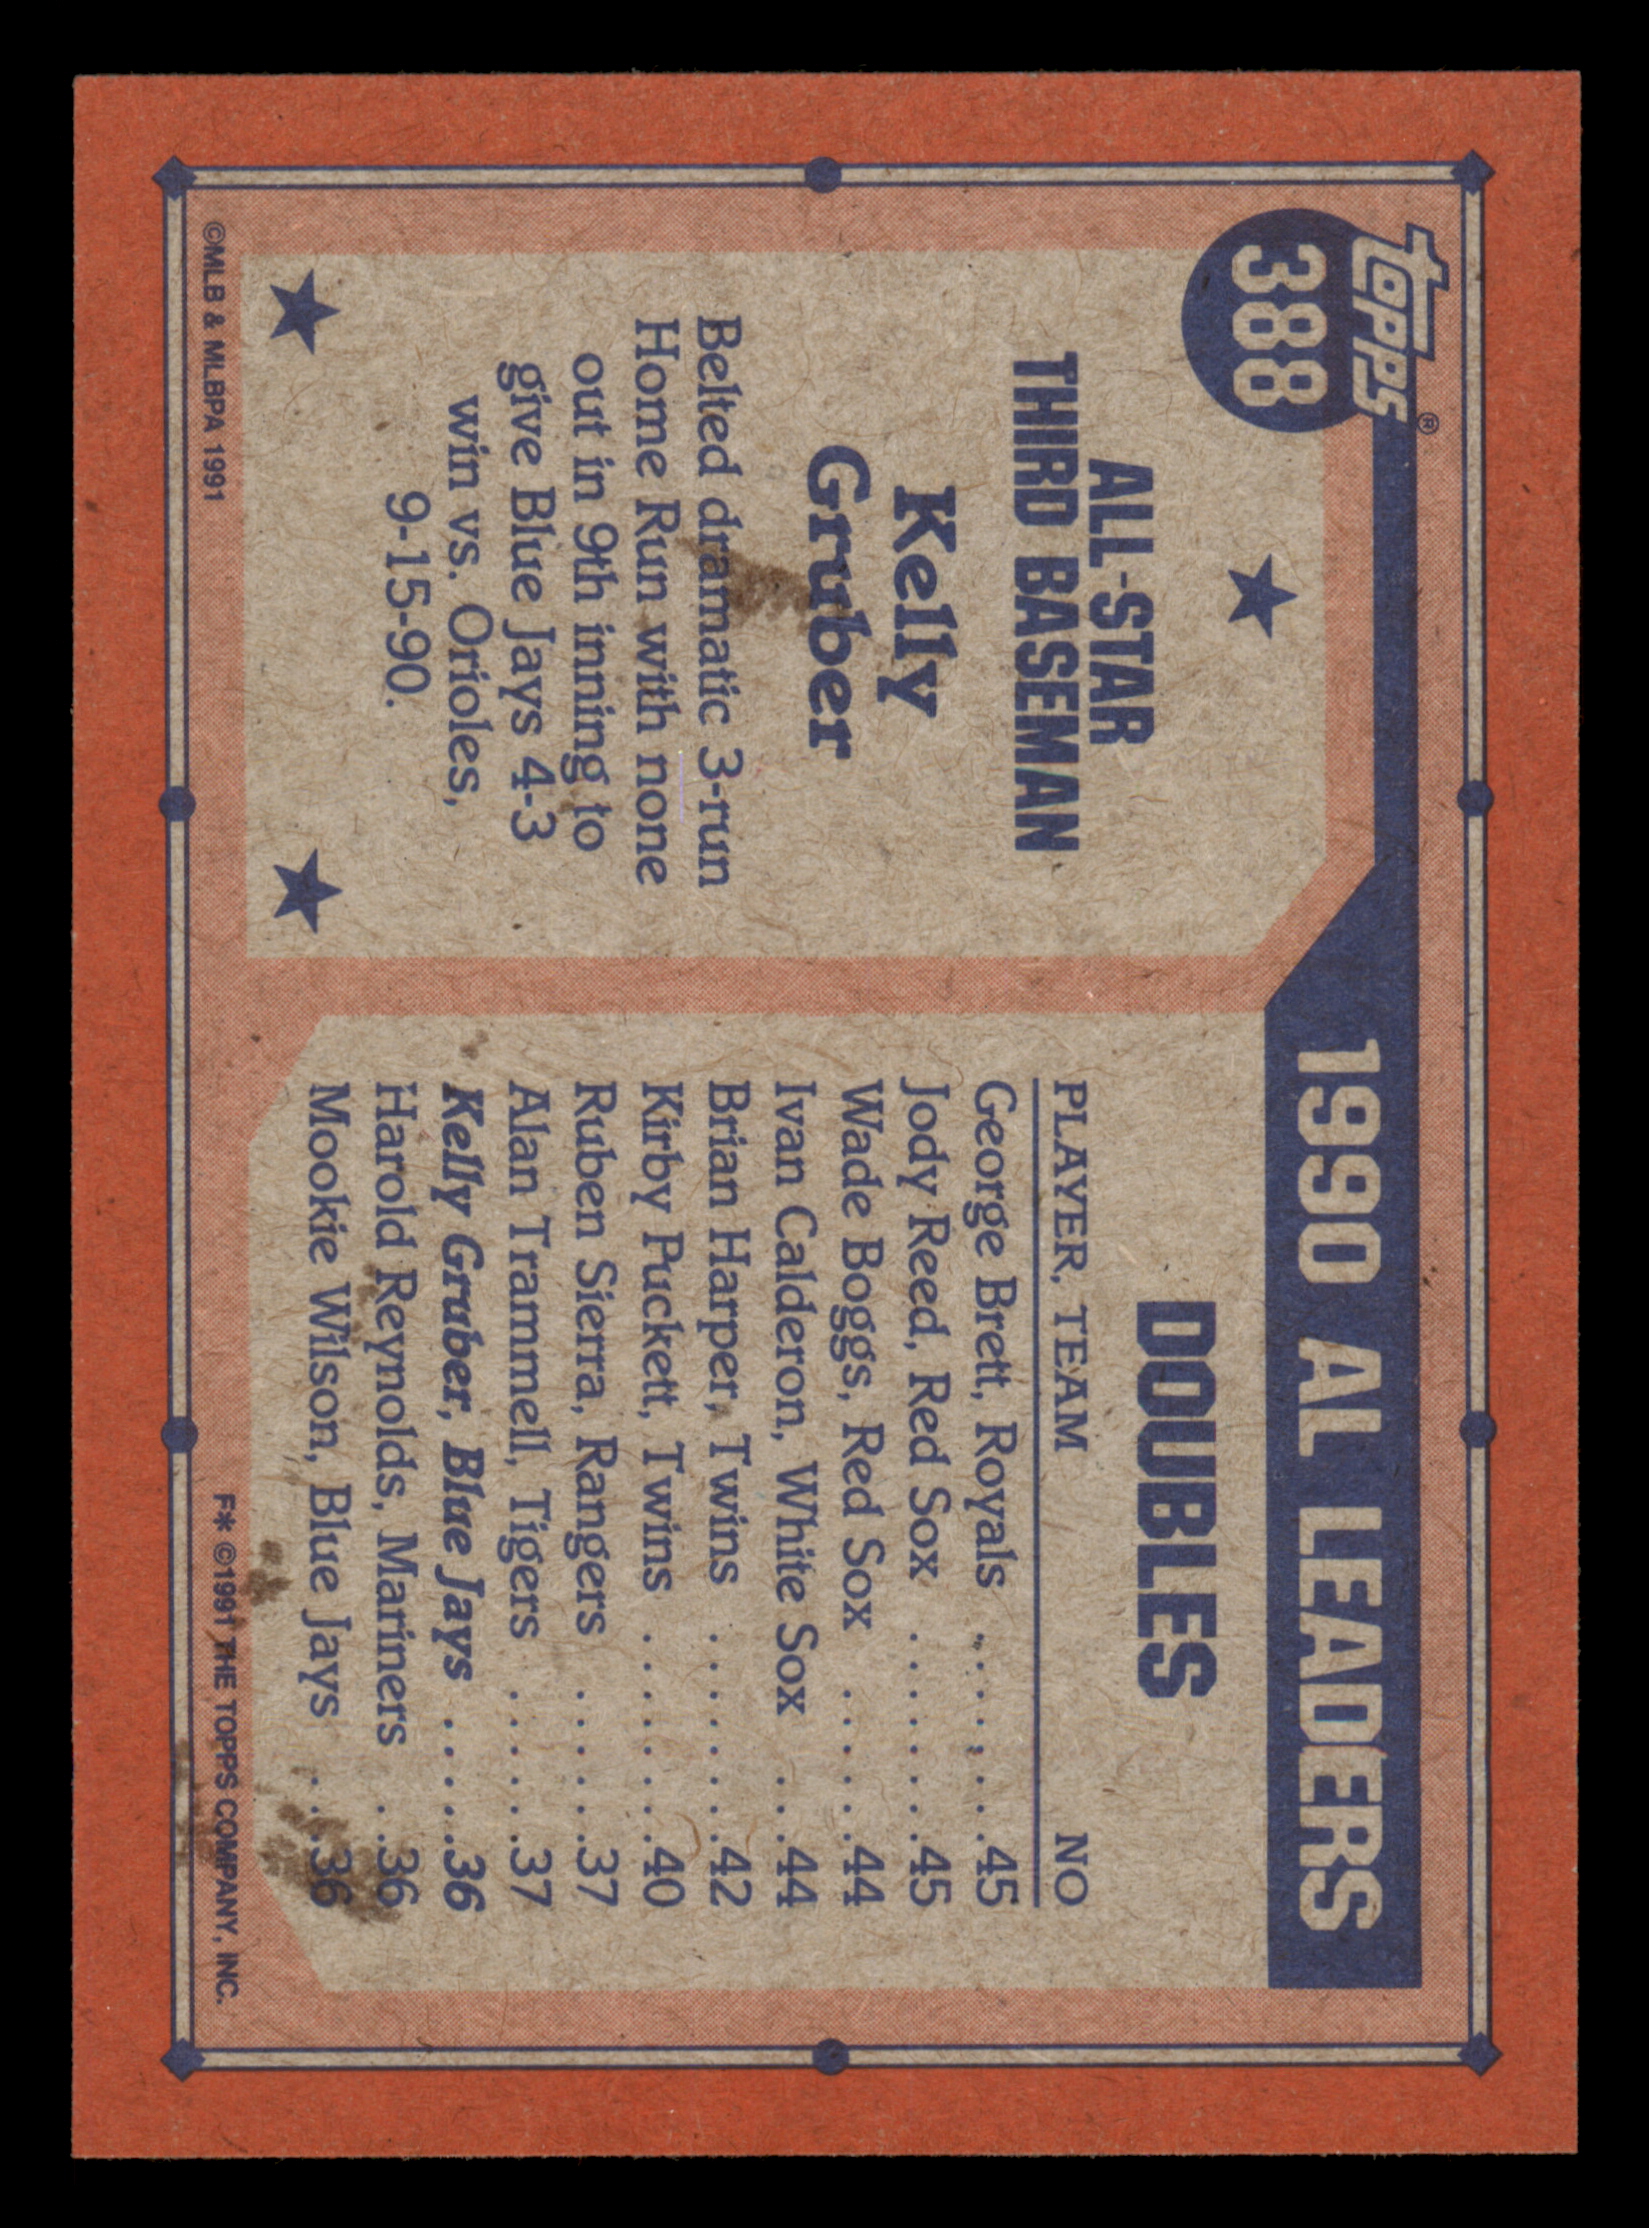 topps®
388
1990 AL LEADERS
ALL-STAR
THIRD BASEMAN
Kelly
Gruber
Belted dramatic 3-run
Home Run with none
out in 9th inning to
give Blue Jays 4-3
win vs. Orioles,
9-15-90.
DOUBLES
PLAYER, TEAM NO
George Brett, Royals . . . . . . . .45
Jody Reed, Red Sox . . . . . . . . .45
Wade Boggs, Red Sox . . . . . . .44
Ivan Calderon, White Sox . . .44
Brian Harper, Twins . . . . . . . .42
Kirby Puckett, Twins . . . . . . . .40
Ruben Sierra, Rangers . . . . . .37
Alan Trammell, Tigers . . . . . .37
Kelly Gruber, Blue Jays . . . . .36
Harold Reynolds, Mariners . .36
Mookie Wilson, Blue Jays . . .36
©MLB & MLBPA 1991
F* ©1991 THE TOPPS COMPANY, INC.